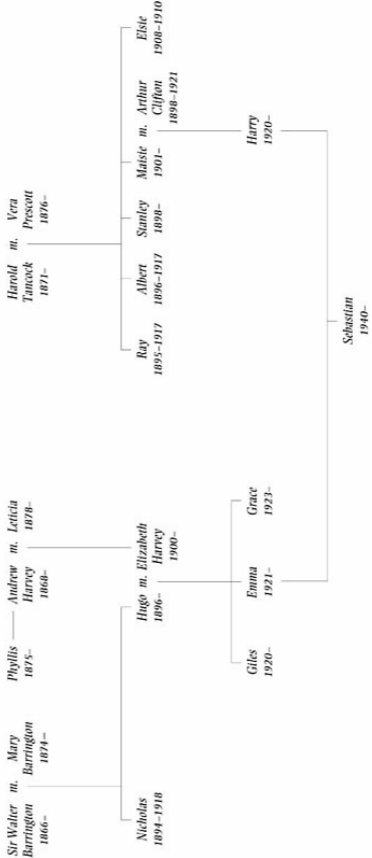 Sir Walter m. Mary
Barrington Barrington
1866– 1874–
Phyllis Andrew m. Leticia
1875– Harvey 1878–
1868–
Harold m. Vera
Tancock Prescott
1871– 1876–
Nicholas
1894–1918
Hugo m. Elizabeth
1896– Harvey
1900–
Ray
1895–1917
Albert
1896–1917
Stanley
1898–
Maisie m. Arthur
1901– Clifton
1898–1921
Elsie
1908–1910
Giles
1920–
Emma
1921–
Grace
1923–
Harry
1920–
Sebastian
1940–